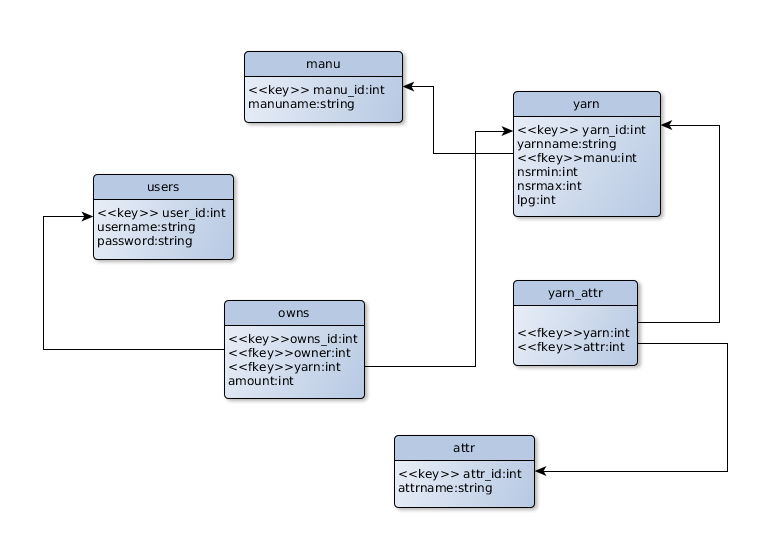 manu
<<key>> manu_id:int
manuname:string
yarn
<<key>> yarn_id:int
yarnname:string
<<fkey>>manu:int
nsrmin:int
nsrmax:int
lpg:int
users
<<key>> user_id:int
username:string
password:string
owns
<<key>>owns_id:int
<<fkey>>owner:int
<<fkey>>yarn:int
amount:int
yarn_attr
<<fkey>>yarn:int
<<fkey>>attr:int
attr
<<key>> attr_id:int
attrname:string